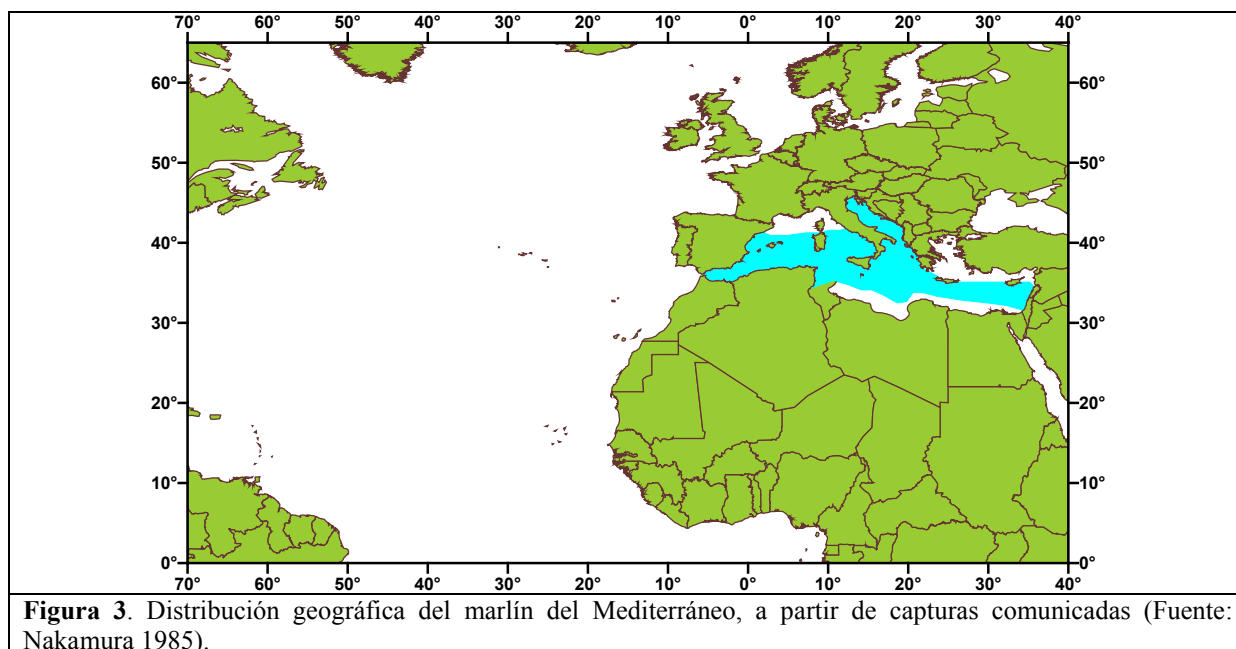 70° 60° 50° 40° 30° 20° 10° 0° 10° 20° 30° 40°
60° 60°
50° 50°
40° 40°
30° 30°
20° 20°
10° 10°
0° 0°
70° 60° 50° 40° 30° 20° 10° 0° 10° 20° 30° 40°
Figura 3. Distribución geográfica del marlín del Mediterráneo, a partir de capturas comunicadas (Fuente:
Nakamura 1985).